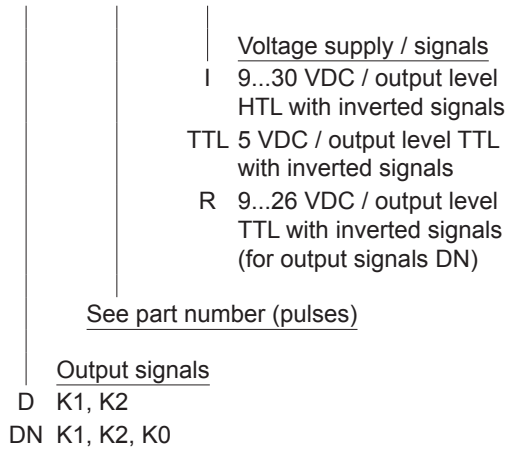 Voltage supply / signals
I 9...30 VDC / output level
HTL with inverted signals
TTL 5 VDC / output level TTL
with inverted signals
R 9...26 VDC / output level
TTL with inverted signals
(for output signals DN)
See part number (pulses)
Output signals
D K1, K2
DN K1, K2, K0